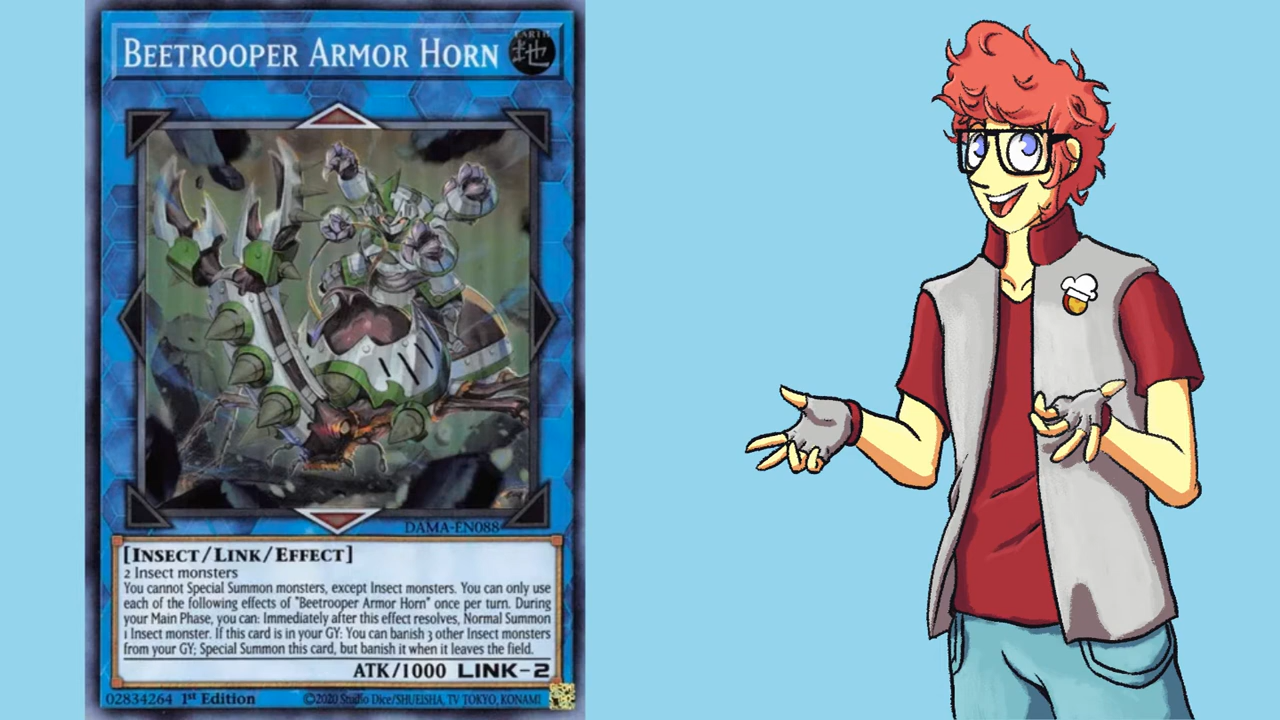 BEETROOPER ARMOR HORN
EARTH
地
DAMA-EN088
[INSECT/LINK/EFFECT]
2 Insect monsters
You cannot Special Summon monsters, except Insect monsters. You can only use
each of the following effects of "Beetrooper Armor Horn" once per turn. During
your Main Phase, you can: Immediately after this effect resolves, Normal Summon
1 Insect monster. If this card is in your GY: You can banish 3 other Insect monsters
from your GY; Special Summon this card, but banish it when it leaves the field.
ATK/1000 LINK-2
02834264 1st Edition ©2020 Studio Dice/SHUEISHA, TV TOKYO, KONAMI